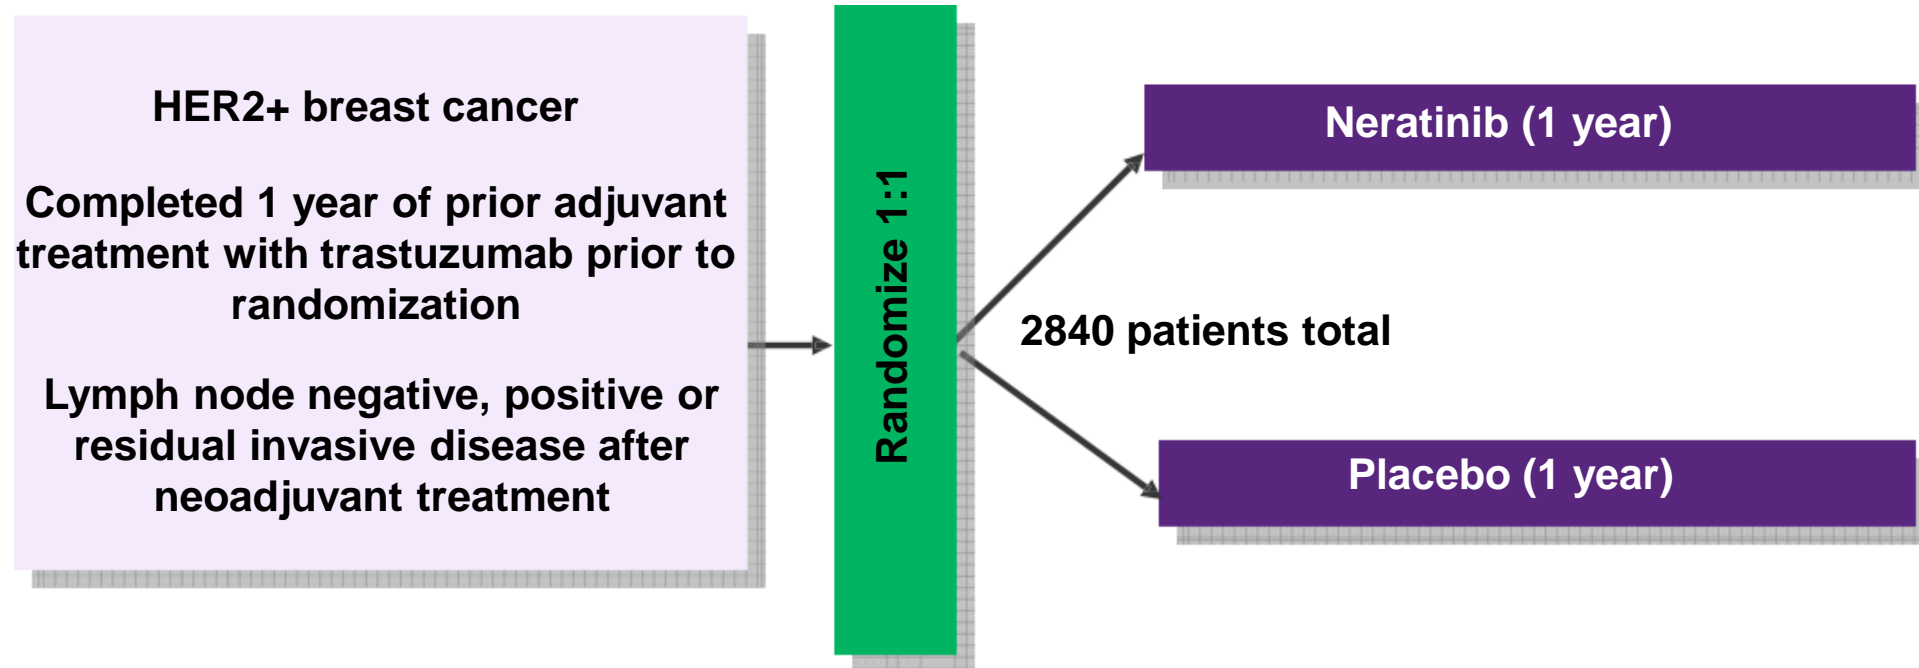 HER2+ breast cancer
Completed 1 year of prior adjuvant
treatment with trastuzumab prior to
randomization
Lymph node negative, positive or
residual invasive disease after
neoadjuvant treatment
Randomize 1:1
Neratinib (1 year)
2840 patients total
Placebo (1 year)